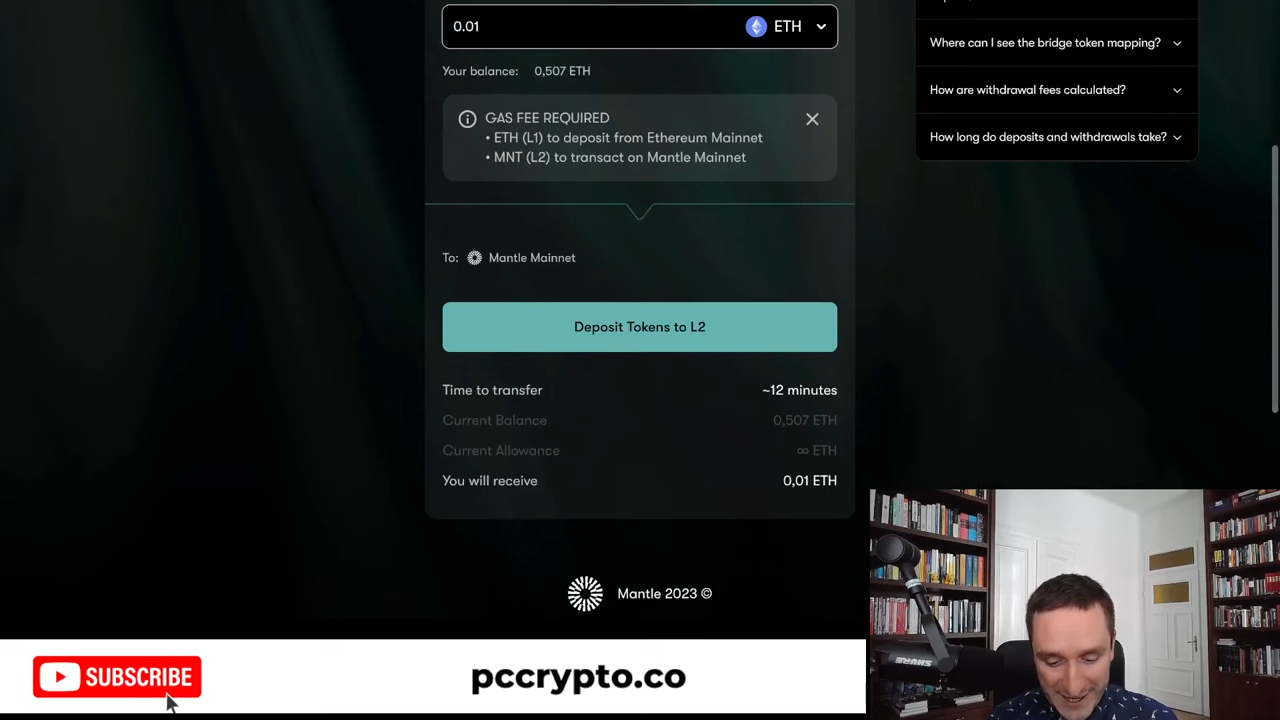 0.01
ETH
Your balance: 0,507 ETH
GAS FEE REQUIRED
• ETH (L1) to deposit from Ethereum Mainnet
• MNT (L2) to transact on Mantle Mainnet
To: Mantle Mainnet
Deposit Tokens to L2
Time to transfer ~12 minutes
Current Balance 0,507 ETH
Current Allowance ∞ ETH
You will receive 0,01 ETH
Mantle 2023 ©
Where can I see the bridge token mapping?
How are withdrawal fees calculated?
How long do deposits and withdrawals take?
SUBSCRIBE
pccrypto.co
SHURE